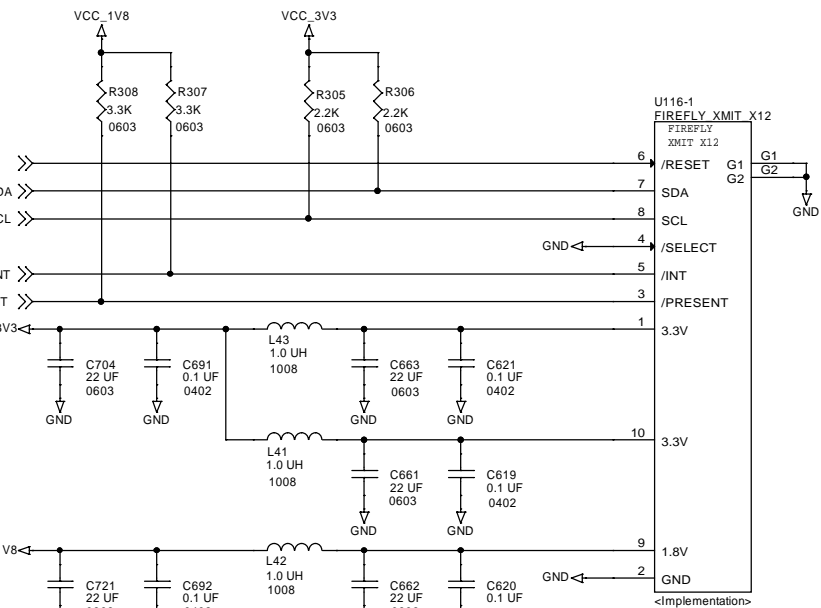 VCC_1V8
VCC_3V3
R308
3.3K
0603
R307
3.3K
0603
R305
2.2K
0603
R306
2.2K
0603
U116-1
FIREFLY_XMIT_X12
FIREFLY
XMIT X12
6 /RESET
G1 G1
G2 G2
GND
DA
7 SDA
CL
8 SCL
GND
4 /SELECT
NT
5 /INT
T
3 /PRESENT
3V3
1 3.3V
C704
22 UF
0603
GND
C691
0.1 UF
0402
GND
L43
1.0 UH
1008
C663
22 UF
0603
GND
C621
0.1 UF
0402
GND
10 3.3V
L41
1.0 UH
1008
C661
22 UF
0603
GND
C619
0.1 UF
0402
GND
V8
9 1.8V
L42
1.0 UH
1008
GND
2 GND
C721
22 UF
C692
0.1 UF
C662
22 UF
C620
0.1 UF
<Implementation>